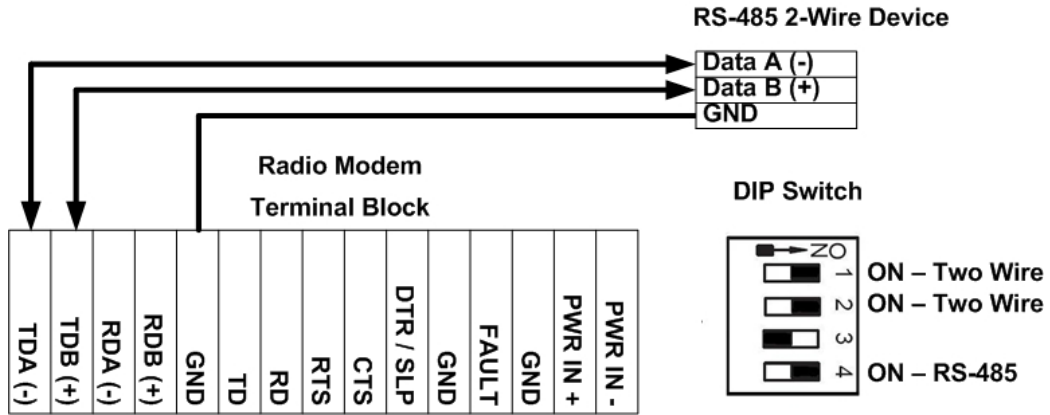 RS-485 2-Wire Device
Data A (-)
Data B (+)
GND
Radio Modem
Terminal Block
TDA (-)
TDB (+)
RDA (-)
RDB (+)
GND
TD
RD
RTS
CTS
DTR / SLP
GND
FAULT
GND
PWR IN +
PWR IN -
DIP Switch
ON
1 ON – Two Wire
2 ON – Two Wire
3
4 ON – RS-485